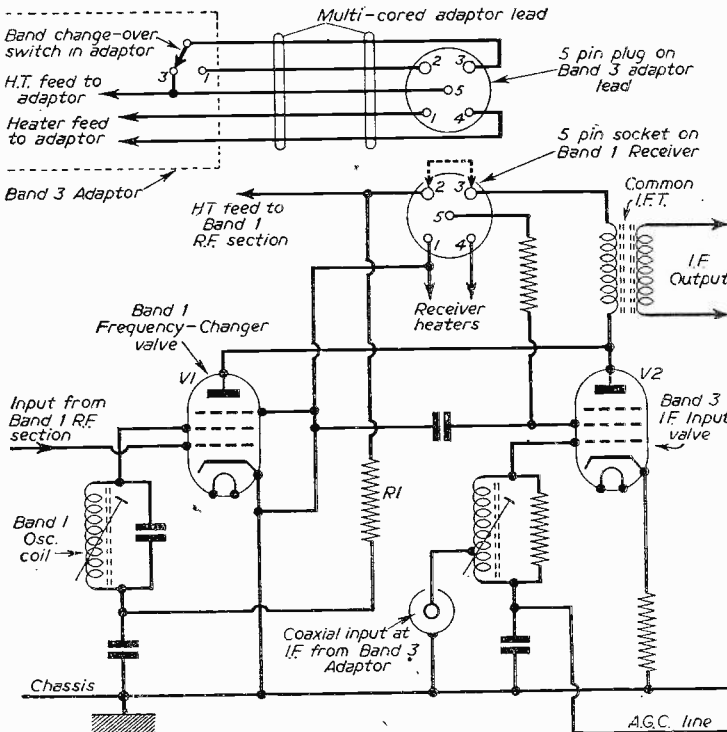 Multi-cored adaptor lead
Band change-over
switch in adaptor
3
1
H.T. feed to
adaptor
Heater feed
to adaptor
Band 3 Adaptor
2
3
5
1
4
5 pin plug on
Band 3 adaptor
lead
5 pin socket on
Band 1 Receiver
2
3
5
1
4
HT feed to
Band 1
R.F. section
Receiver
heaters
Common
I.F.T.
I.F.
Output
Band 1
Frequency-Changer
valve
V1
V2
Input from
Band 1 R.F.
section
Band 3
I.F. Input
valve
R1
Band 1
Osc.
coil
Coaxial input at
I.F. from Band 3
Adaptor
Chassis
A.G.C. line